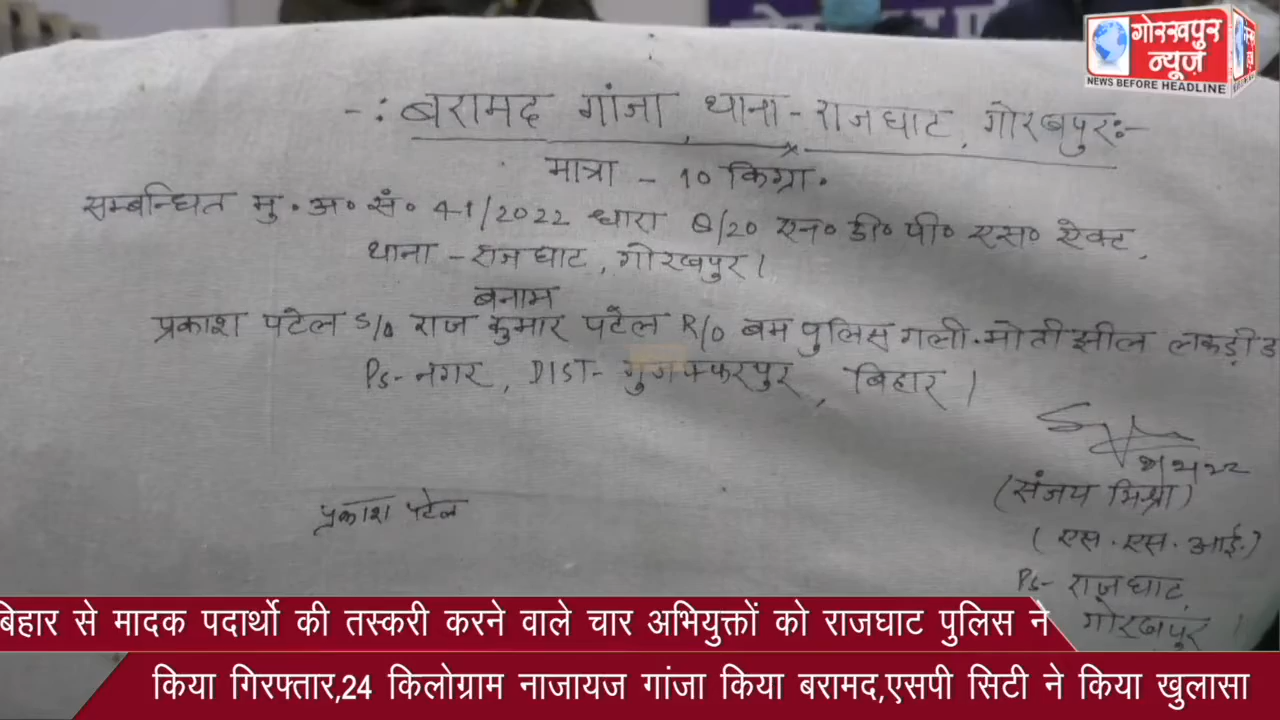 गोरखपुर
न्यूज़
NEWS BEFORE HEADLINE
-: बरामद गांजा, थाना - राजघाट, गोरखपुर :-
मात्रा - 10 किग्रा.
सम्बन्धित मु. अ० सं० 41/2022 धारा 8/20 एन० डी० पी० एस० ऐक्ट,
थाना - राजघाट, गोरखपुर।
बनाम
प्रकाश पटेल S/o राज कुमार पटेल R/o बम पुलिस गली. मोती झील लकड़ी
Ps- नगर, DIST- मुजफ्फरपुर, बिहार।
(संजय मिश्रा)
प्रकाश पटेल
(एस. एस. आई.)
Ps- राजघाट,
गोरखपुर।
बिहार से मादक पदार्थो की तस्करी करने वाले चार अभियुक्तों को राजघाट पुलिस ने
किया गिरफ्तार,24 किलोग्राम नाजायज गांजा किया बरामद,एसपी सिटी ने किया खुलासा